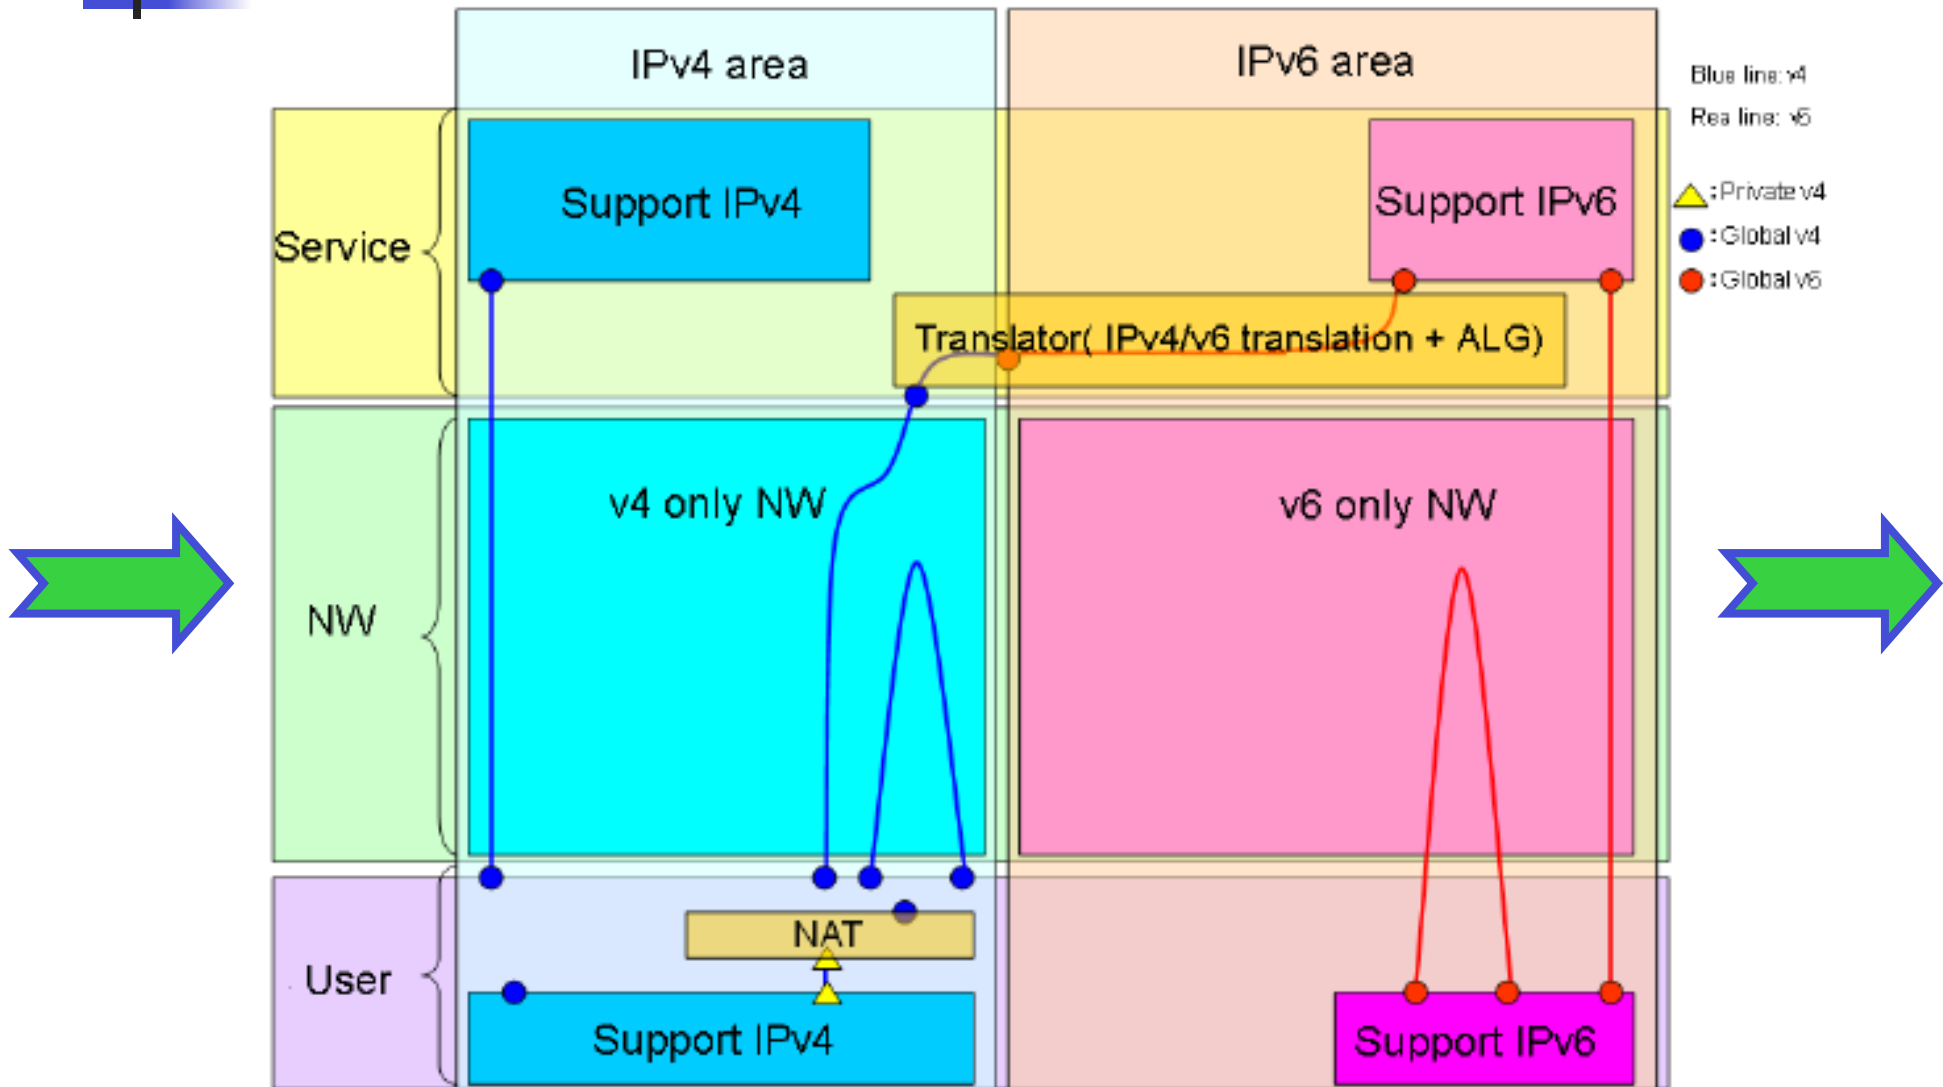 IPv4 area
IPv6 area
Blue line: v4
Rea line: v6
Support IPv4
Support IPv6
:Private v4
:Global v4
:Global v6
Service
Translator( IPv4/v6 translation + ALG)
v4 only NW
v6 only NW
NW
NAT
User
Support IPv4
Support IPv6